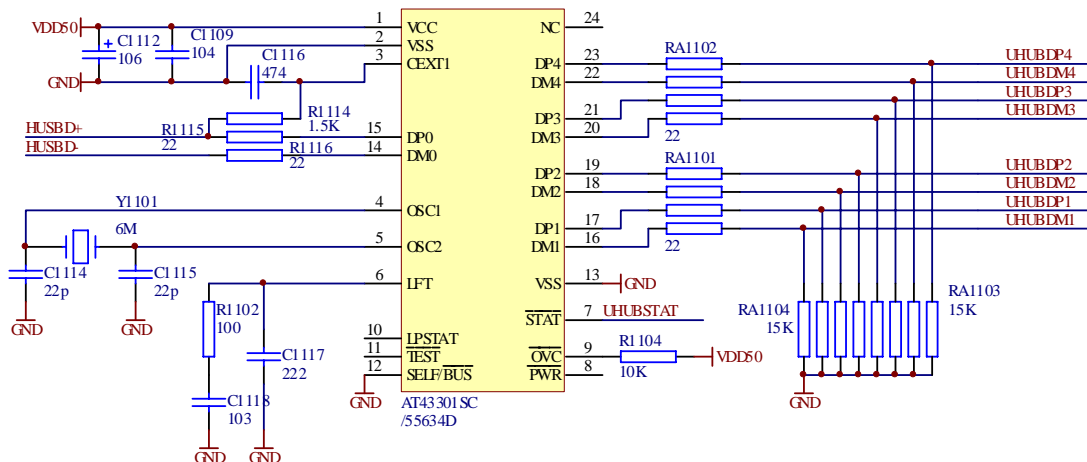 VDD50
C1112
106
C1109
104
GND
C1116
474
R1114
1.5K
HUSBD+
HUSBD-
R1115
22
R1116
22
Y1101
6M
C1114
22p
C1115
22p
GND
GND
R1102
100
C1117
222
C1118
103
GND
GND
GND
1 VCC
2 VSS
3 CEXT1
15 DP0
14 DM0
4 OSC1
5 OSC2
6 LFT
10 LPSTAT
11 TEST
12 SELF/BUS
AT43301SC
/55634D
NC 24
DP4 23
DM4 22
DP3 21
DM3 20
DP2 19
DM2 18
DP1 17
DM1 16
VSS 13
GND
STAT 7
UHUBSTAT
OVC 9
PWR 8
R1104
10K
VDD50
RA1102
22
RA1101
22
UHUBDP4
UHUBDM4
UHUBDP3
UHUBDM3
UHUBDP2
UHUBDM2
UHUBDP1
UHUBDM1
RA1104
15K
RA1103
15K
GND